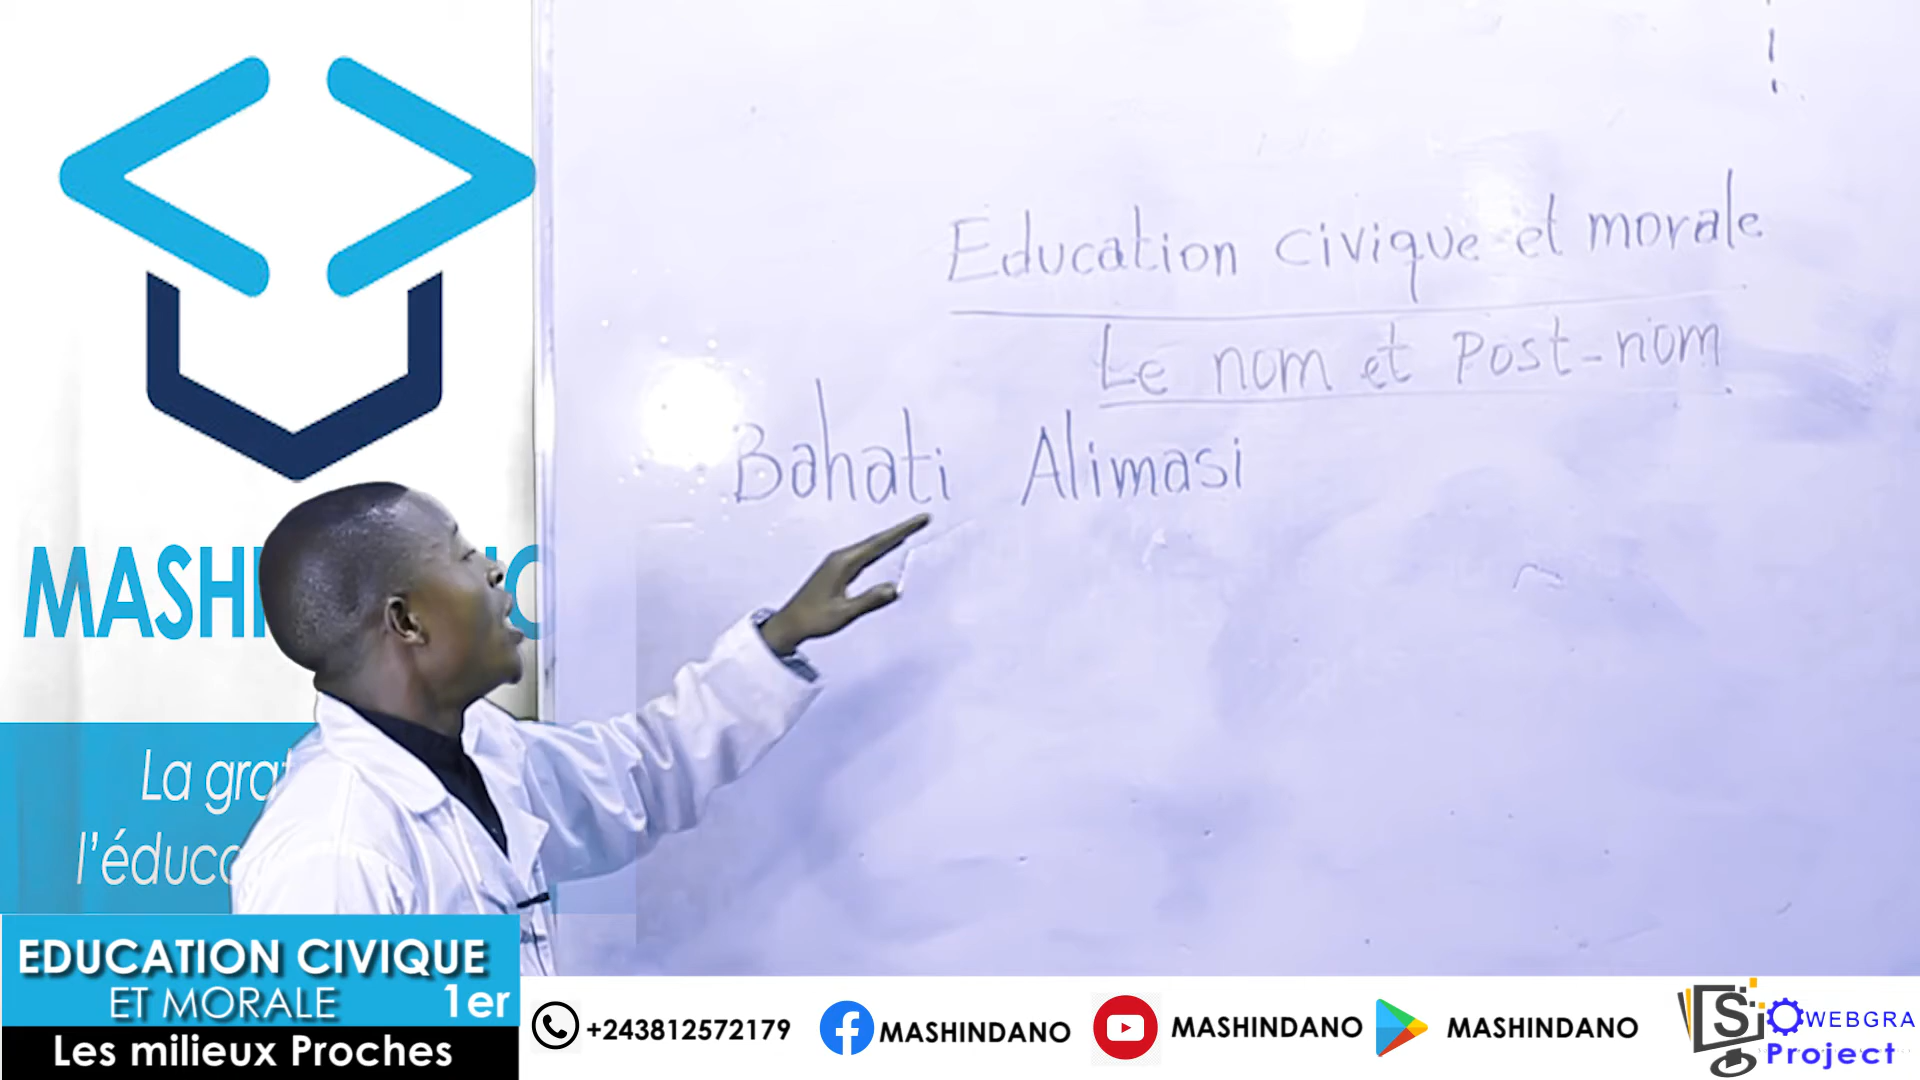 Education civique et morale
Le nom et Post-nom
Bahati Alimasi
MASHI
La gra
l'éduca
EDUCATION CIVIQUE
ET MORALE 1er
Les milieux Proches
+243812572179
MASHINDANO
MASHINDANO
MASHINDANO
WEBGRA
Project